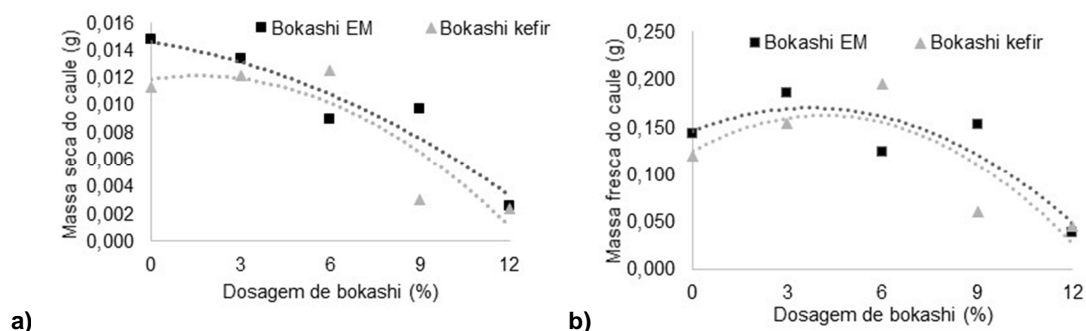 Massa seca do caule (g)
0,016
0,014
0,012
0,010
0,008
0,006
0,004
0,002
0,000
Bokashi EM
Bokashi kefir
0 3 6 9 12
Dosagem de bokashi (%)
a)
Massa fresca do caule (g)
0,250
0,200
0,150
0,100
0,050
0,000
Bokashi EM
Bokashi kefir
0 3 6 9 12
Dosagem de bokashi (%)
b)